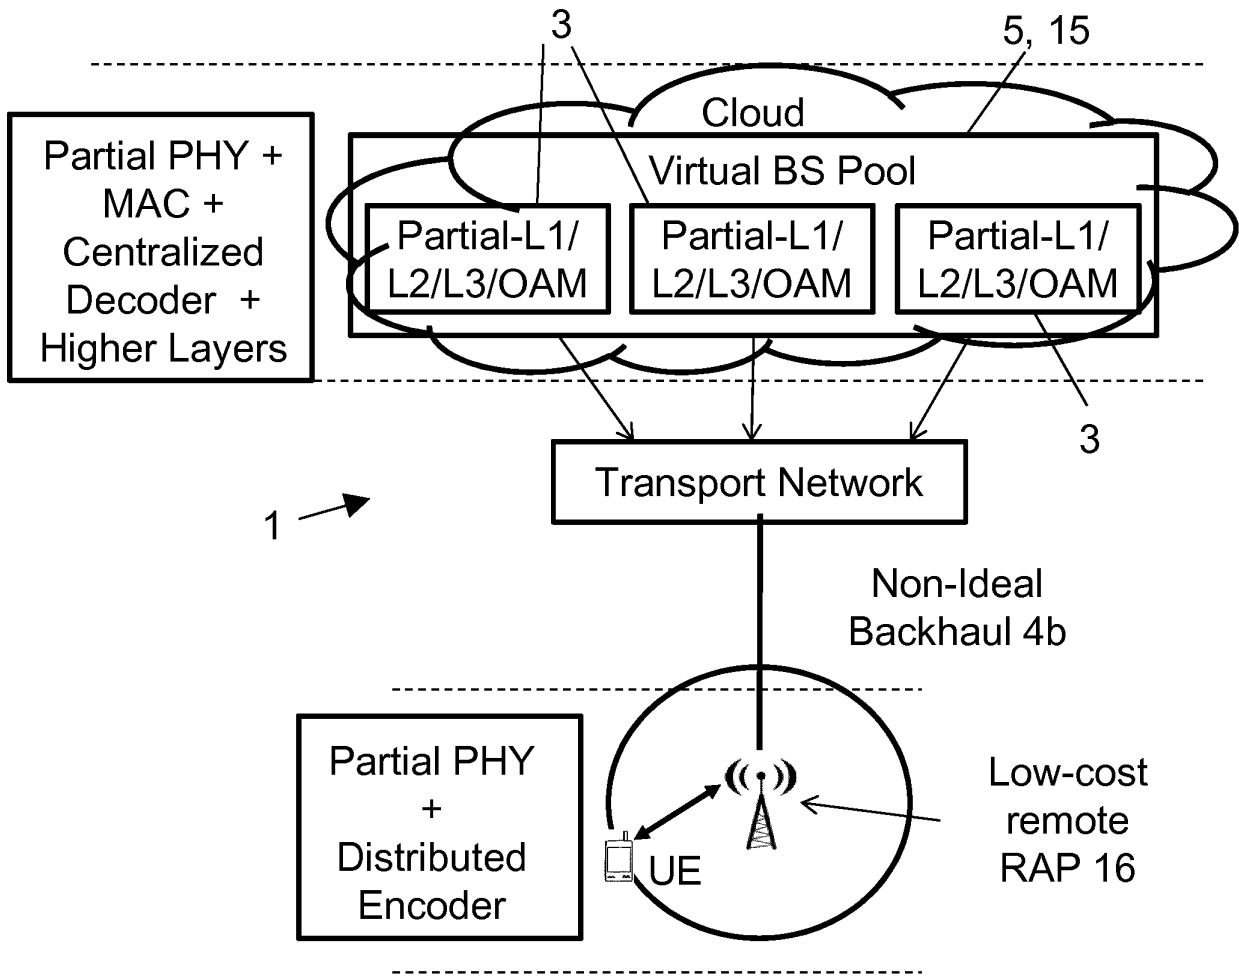 3
5, 15
Cloud
Virtual BS Pool
Partial PHY +
MAC +
Centralized
Decoder +
Higher Layers
Partial-L1/
L2/L3/OAM
Partial-L1/
L2/L3/OAM
Partial-L1/
L2/L3/OAM
3
Transport Network
1
Non-Ideal
Backhaul 4b
Partial PHY
+
Distributed
Encoder
UE
Low-cost
remote
RAP 16